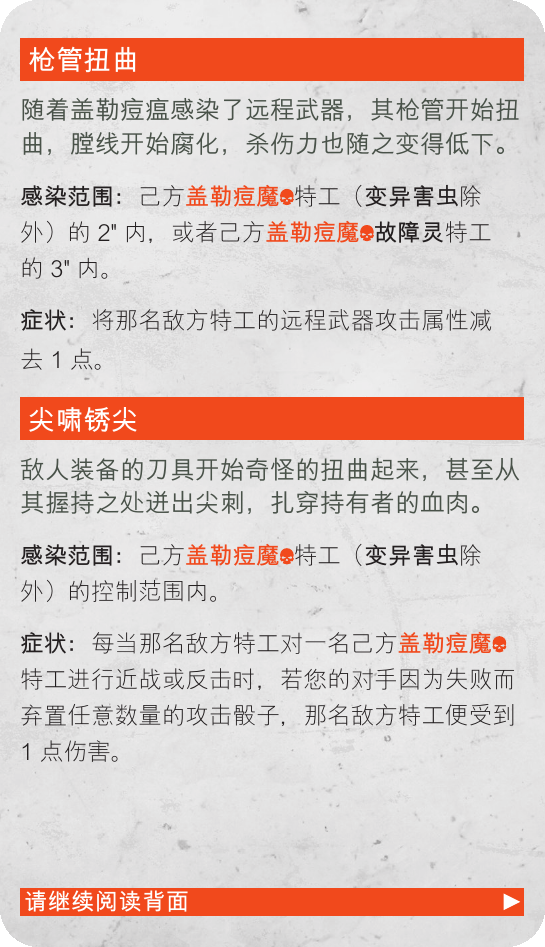 枪管扭曲
随着盖勒痘瘟感染了远程武器，其枪管开始扭
曲，膛线开始腐化，杀伤力也随之变得低下。
感染范围：己方盖勒痘魔特工（变异害虫除
外）的 2" 内，或者己方盖勒痘魔故障灵特工
的 3" 内。
症状：将那名敌方特工的远程武器攻击属性减
去 1 点。
尖啸锈尖
敌人装备的刀具开始奇怪的扭曲起来，甚至从
其握持之处迸出尖刺，扎穿持有者的血肉。
感染范围：己方盖勒痘魔特工（变异害虫除
外）的控制范围内。
症状：每当那名敌方特工对一名己方盖勒痘魔
特工进行近战或反击时，若您的对手因为失败而
弃置任意数量的攻击骰子，那名敌方特工便受到
1 点伤害。
请继续阅读背面